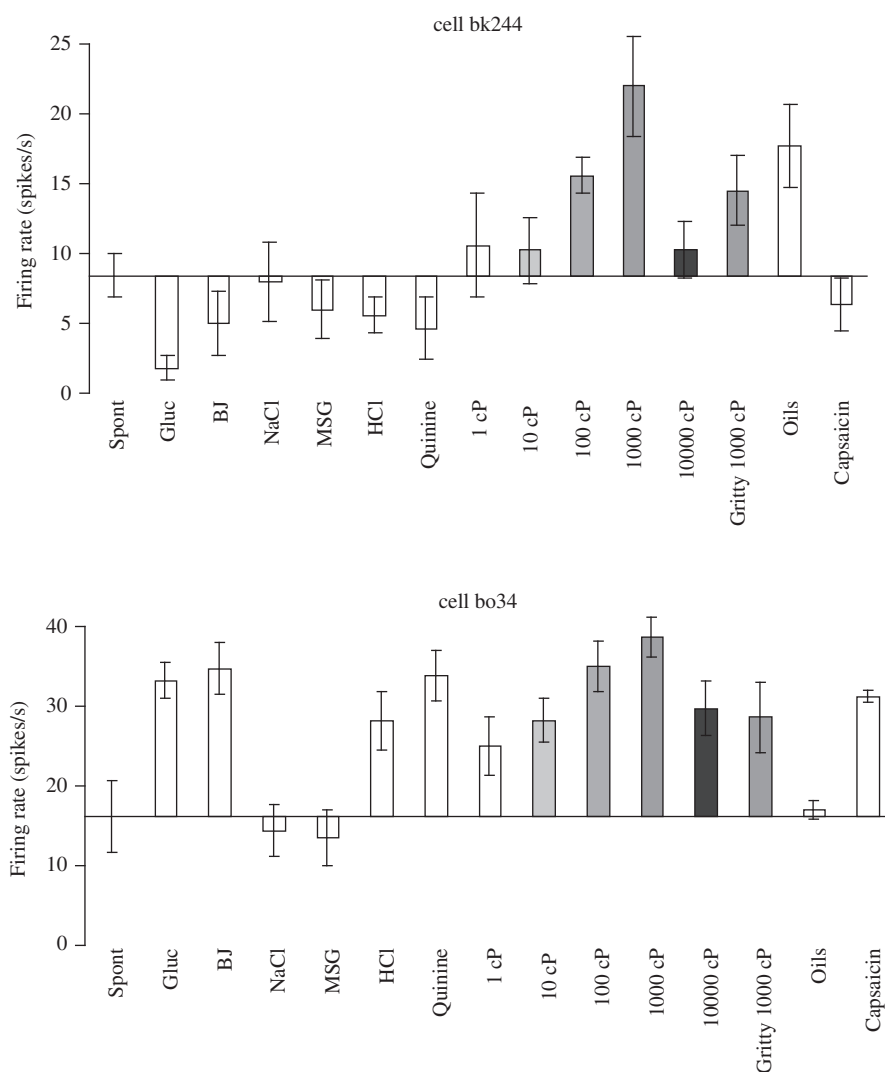 cell bk244
Firing rate (spikes/s)
25
20
15
10
5
0
Spont
Gluc
BJ
NaCl
MSG
HCl
Quinine
1 cP
10 cP
100 cP
1000 cP
10000 cP
Gritty 1000 cP
Oils
Capsaicin
cell bo34
Firing rate (spikes/s)
40
30
20
10
0
Spont
Gluc
BJ
NaCl
MSG
HCl
Quinine
1 cP
10 cP
100 cP
1000 cP
10000 cP
Gritty 1000 cP
Oils
Capsaicin